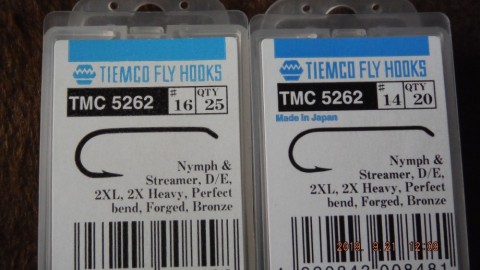 TIEMCO FLY HOOKS
TMC 5262 # 16 QTY 25
Nymph &
Streamer, D/E,
2XL, 2X Heavy, Perfect
bend, Forged, Bronze
TIEMCO FLY HOOKS
TMC 5262 # 14 QTY 20
Made in Japan
Nymph &
Streamer, D/E,
2XL, 2X Heavy, Perfect
bend, Forged, Bronze